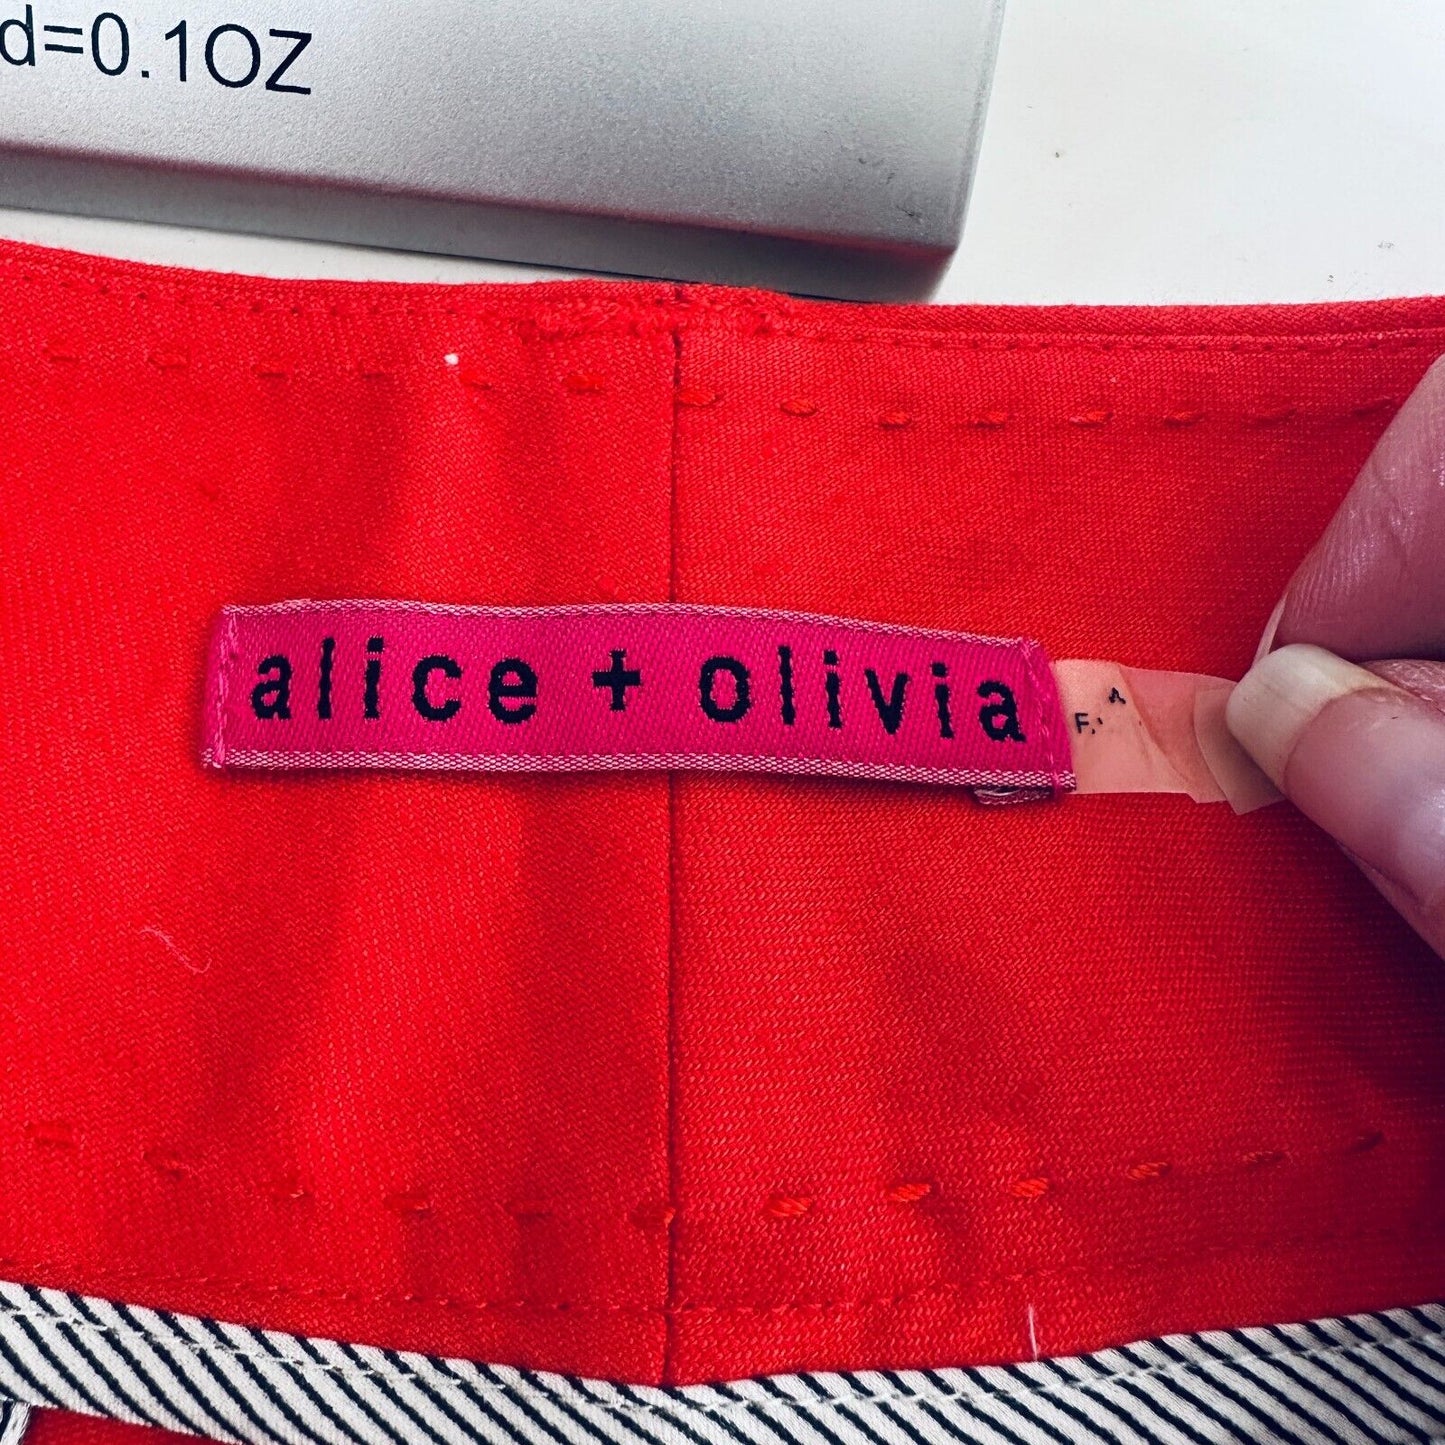 d=0.1OZ
alice + olivia